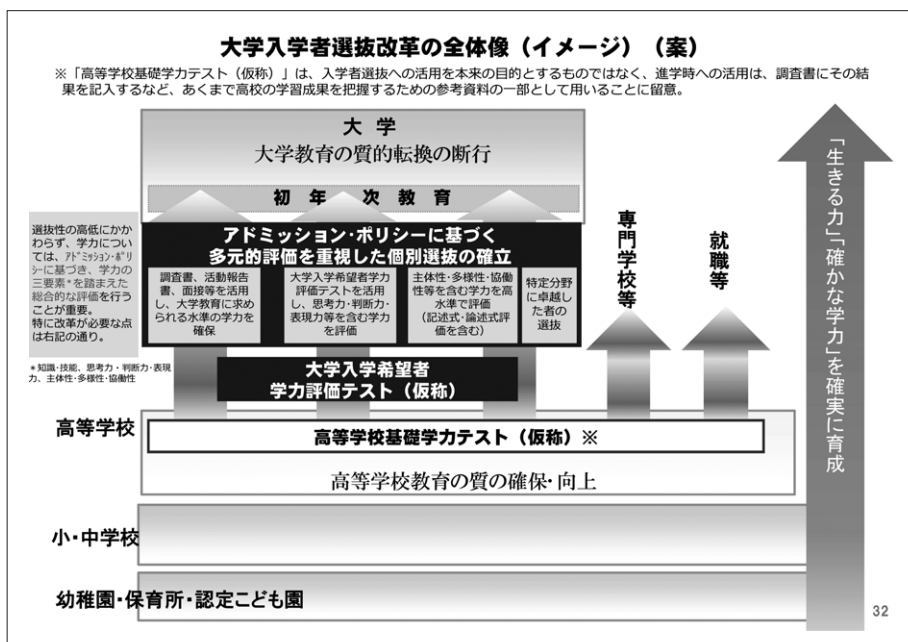 大学入学者選抜改革の全体像（イメージ）（案）
※「高等学校基礎学力テスト（仮称）」は、入学者選抜への活用を本来の目的とするものではなく、進学時への活用は、調査書にその結
果を記入するなど、あくまで高校の学習成果を把握するための参考資料の一部として用いることに留意。
大 学
大学教育の質的転換の断行
初 年 次 教 育
選抜性の高低にかか
わらず、学力につい
ては、ｱﾄﾞﾐｯｼｮﾝ･ﾎﾟﾘ
ｼｰに基づき、学力の
三要素*を踏まえた
総合的な評価を行う
ことが重要。
特に改革が必要な点
は右記の通り。
＊知識･技能、思考力・判断力･表現
力、主体性･多様性･協働性
アドミッション・ポリシーに基づく
多元的評価を重視した個別選抜の確立
調査書、活動報告
書、面接等を活用
し、大学教育に求め
られる水準の学力を
確保
大学入学希望者学力
評価テストを活用
し、思考力･判断力･
表現力等を含む学力
を評価
主体性･多様性･協働
性等を含む学力を高
水準で評価
（記述式･論述式評
価を含む）
特定分野
に卓越し
た者の
選抜
大学入学希望者
学力評価テスト（仮称）
専門学校等
就職等
「生きる力」「確かな学力」を確実に育成
高等学校
高等学校基礎学力テスト（仮称）※
高等学校教育の質の確保･向上
小・中学校
幼稚園・保育所・認定こども園
32